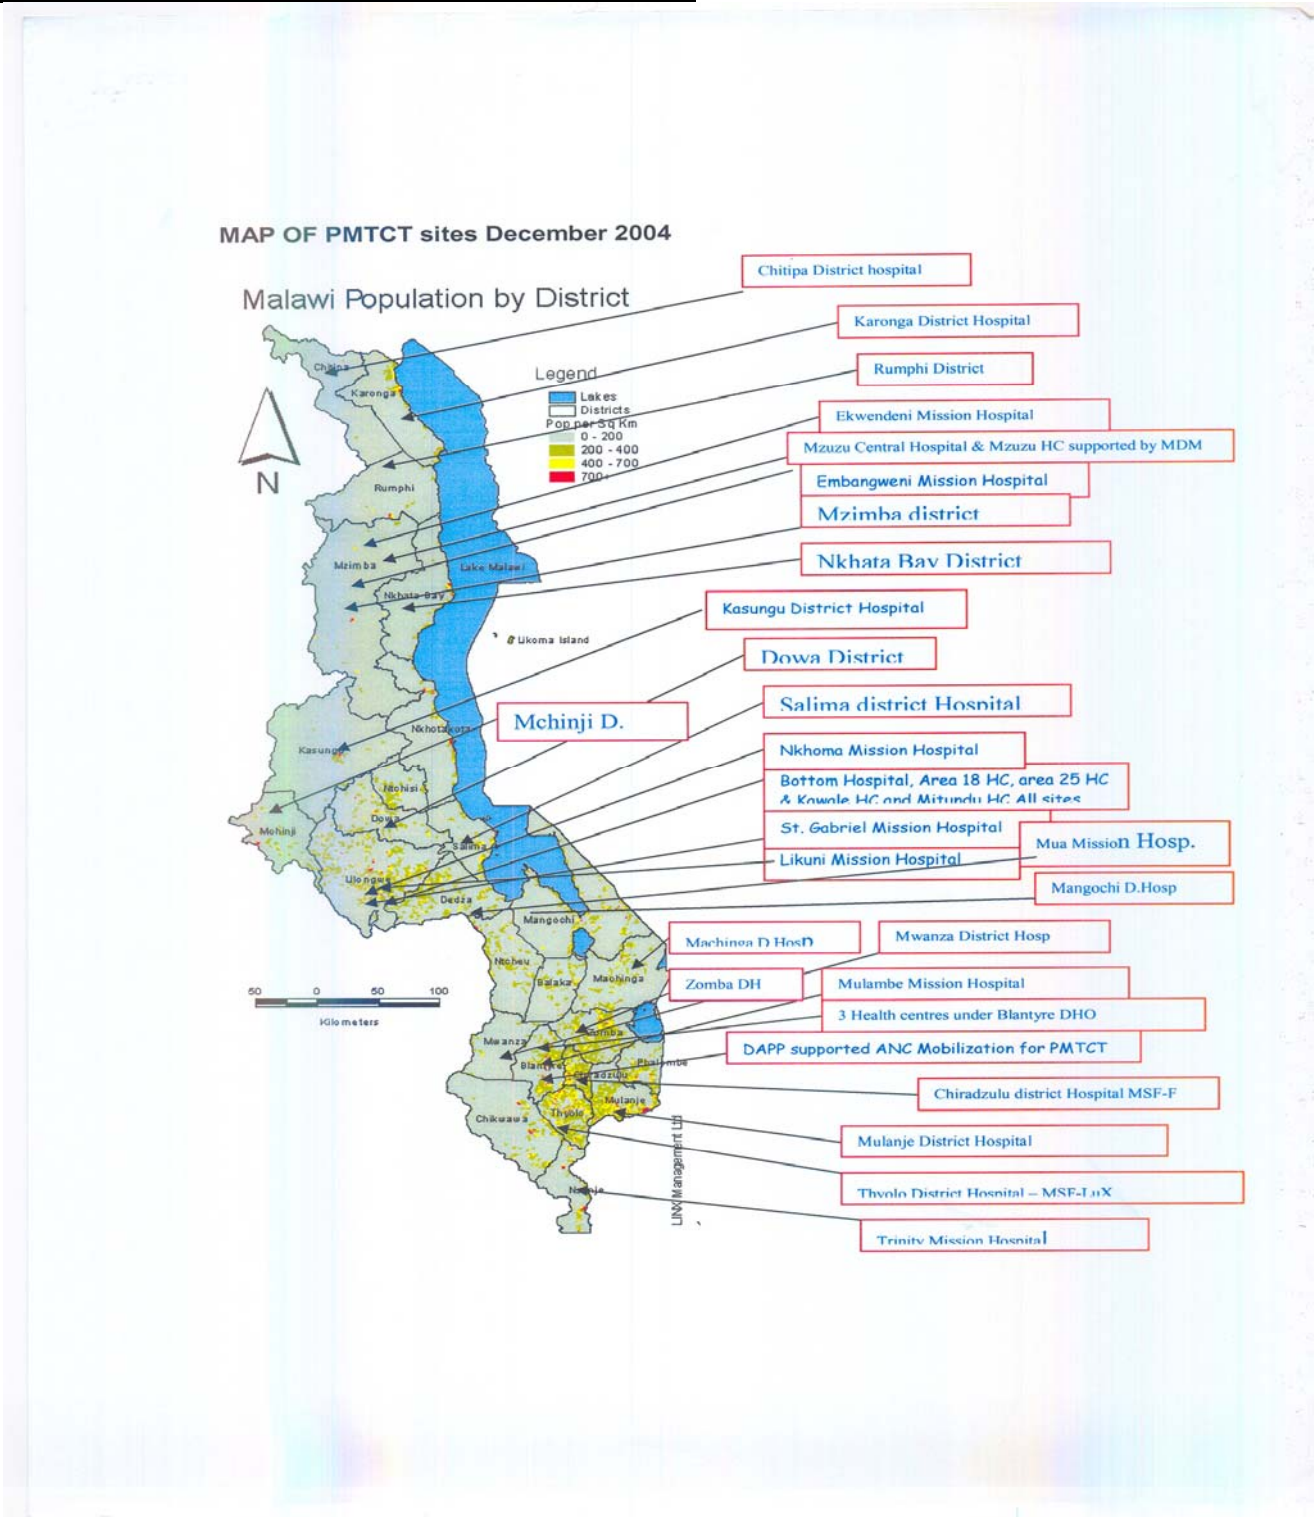 MAP OF PMTCT sites December 2004
Malawi Population by District
Chitipa District hospital
Karonga District Hospital
Rumphi District
Ekwendeni Mission Hospital
Mzuzu Central Hospital & Mzuzu HC supported by MDM
Embangweni Mission Hospital
Mzimba district
Nkhata Bay District
Kasungu District Hospital
Dowa District
Mchinji D.
Salima district Hospital
Nkhoma Mission Hospital
Bottom Hospital, Area 18 HC, area 25 HC
& Kawale HC and Mitundu HC All sites
St. Gabriel Mission Hospital
Likuni Mission Hospital
Mua Mission Hosp.
Mangochi D.Hosp
Machinga D Hosp
Mwanza District Hosp
Zomba DH
Mulambe Mission Hospital
3 Health centres under Blantyre DHO
DAPP supported ANC Mobilization for PMTCT
Chiradzulu district Hospital MSF-F
Mulanje District Hospital
Thyolo District Hospital – MSF-LuX
Trinity Mission Hospital
Legend
Lakes
Districts
Pop per Sq Km
0 - 200
200 - 400
400 - 700
700+
N
Chitipa
Karonga
Rumphi
Mzimba
Nkhata Bay
Lake Malawi
Likoma Island
Nkhotakota
Kasungu
Ntchisi
Dowa
Mchinji
Salima
Lilongwe
Dedza
Mangochi
Ntcheu
Balaka
Machinga
Zomba
Mwanza
Blantyre
Phalombe
Chiradzulu
Mulanje
Thyolo
Chikwawa
Nsanje
50 0 50 100
Kilometers
LINX Management Ltd